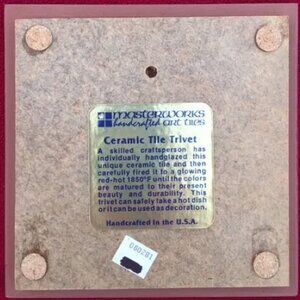 masterworks
handcrafted art tiles
Ceramic Tile Trivet
A skilled craftsperson has
individually handglazed this
unique ceramic tile and then
carefully fired it to a glowing
red-hot 1850°F until the colors
are matured to their present
beauty and durability. This
trivet can safely take a hot dish
or it can be used as decoration.
Handcrafted in the U.S.A.
080281